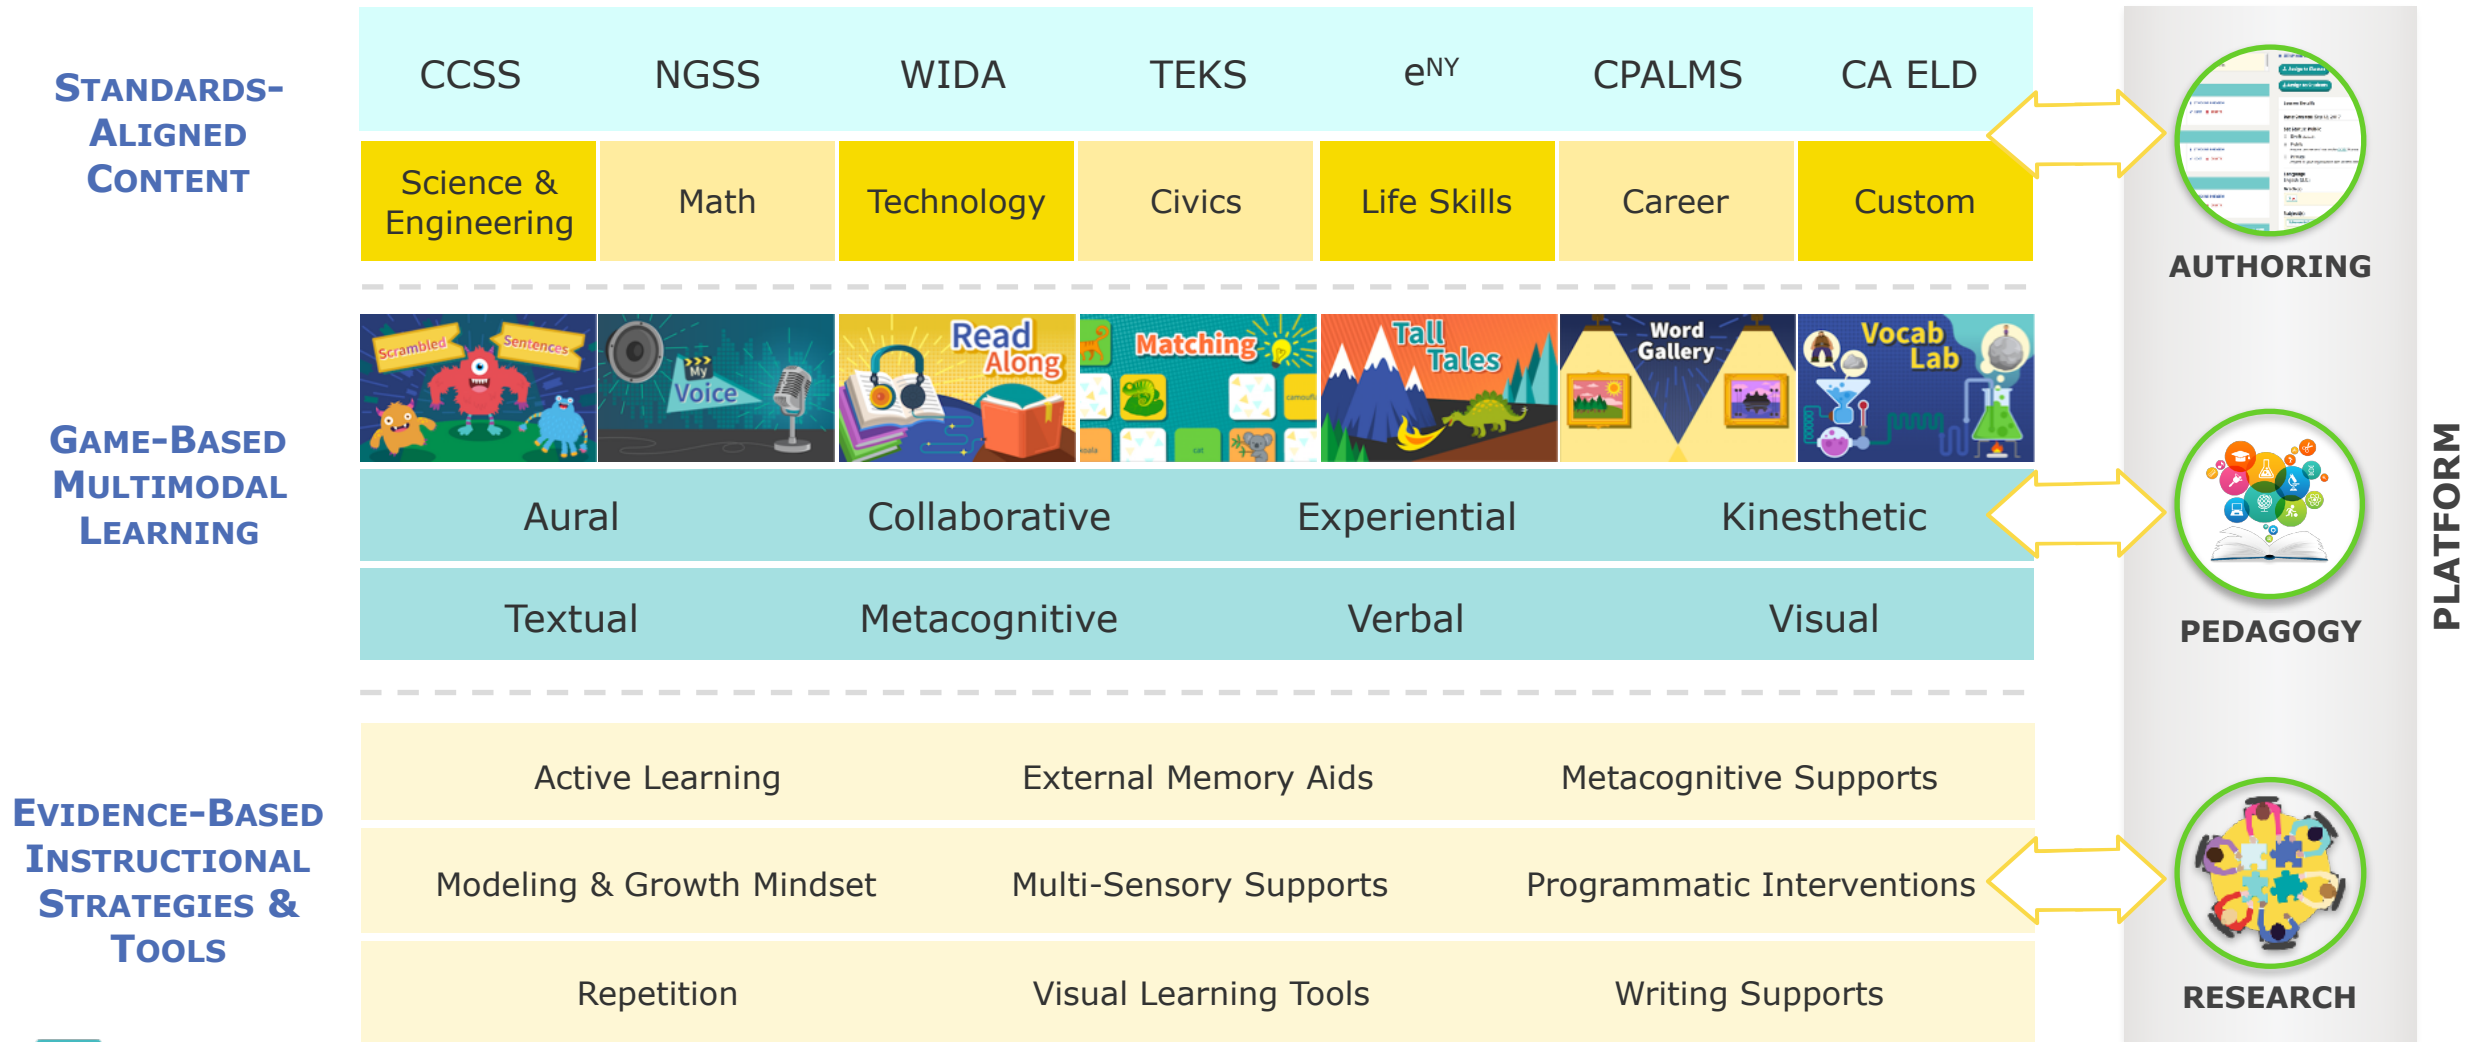 STANDARDS-
ALIGNED
CONTENT
CCSS NGSS WIDA TEKS eNY CPALMS CA ELD
Science &
Engineering
Math
Technology
Civics
Life Skills
Career
Custom
AUTHORING
GAME-BASED
MULTIMODAL
LEARNING
Scrambled Sentences
My
Voice
Read
Along
Matching
koala
cat
Tall
Tales
Word
Gallery
Vocab
Lab
Aural Collaborative Experiential Kinesthetic
Textual Metacognitive Verbal Visual
PEDAGOGY
PLATFORM
EVIDENCE-BASED
INSTRUCTIONAL
STRATEGIES &
TOOLS
Active Learning External Memory Aids Metacognitive Supports
Modeling & Growth Mindset Multi-Sensory Supports Programmatic Interventions
Repetition Visual Learning Tools Writing Supports
RESEARCH